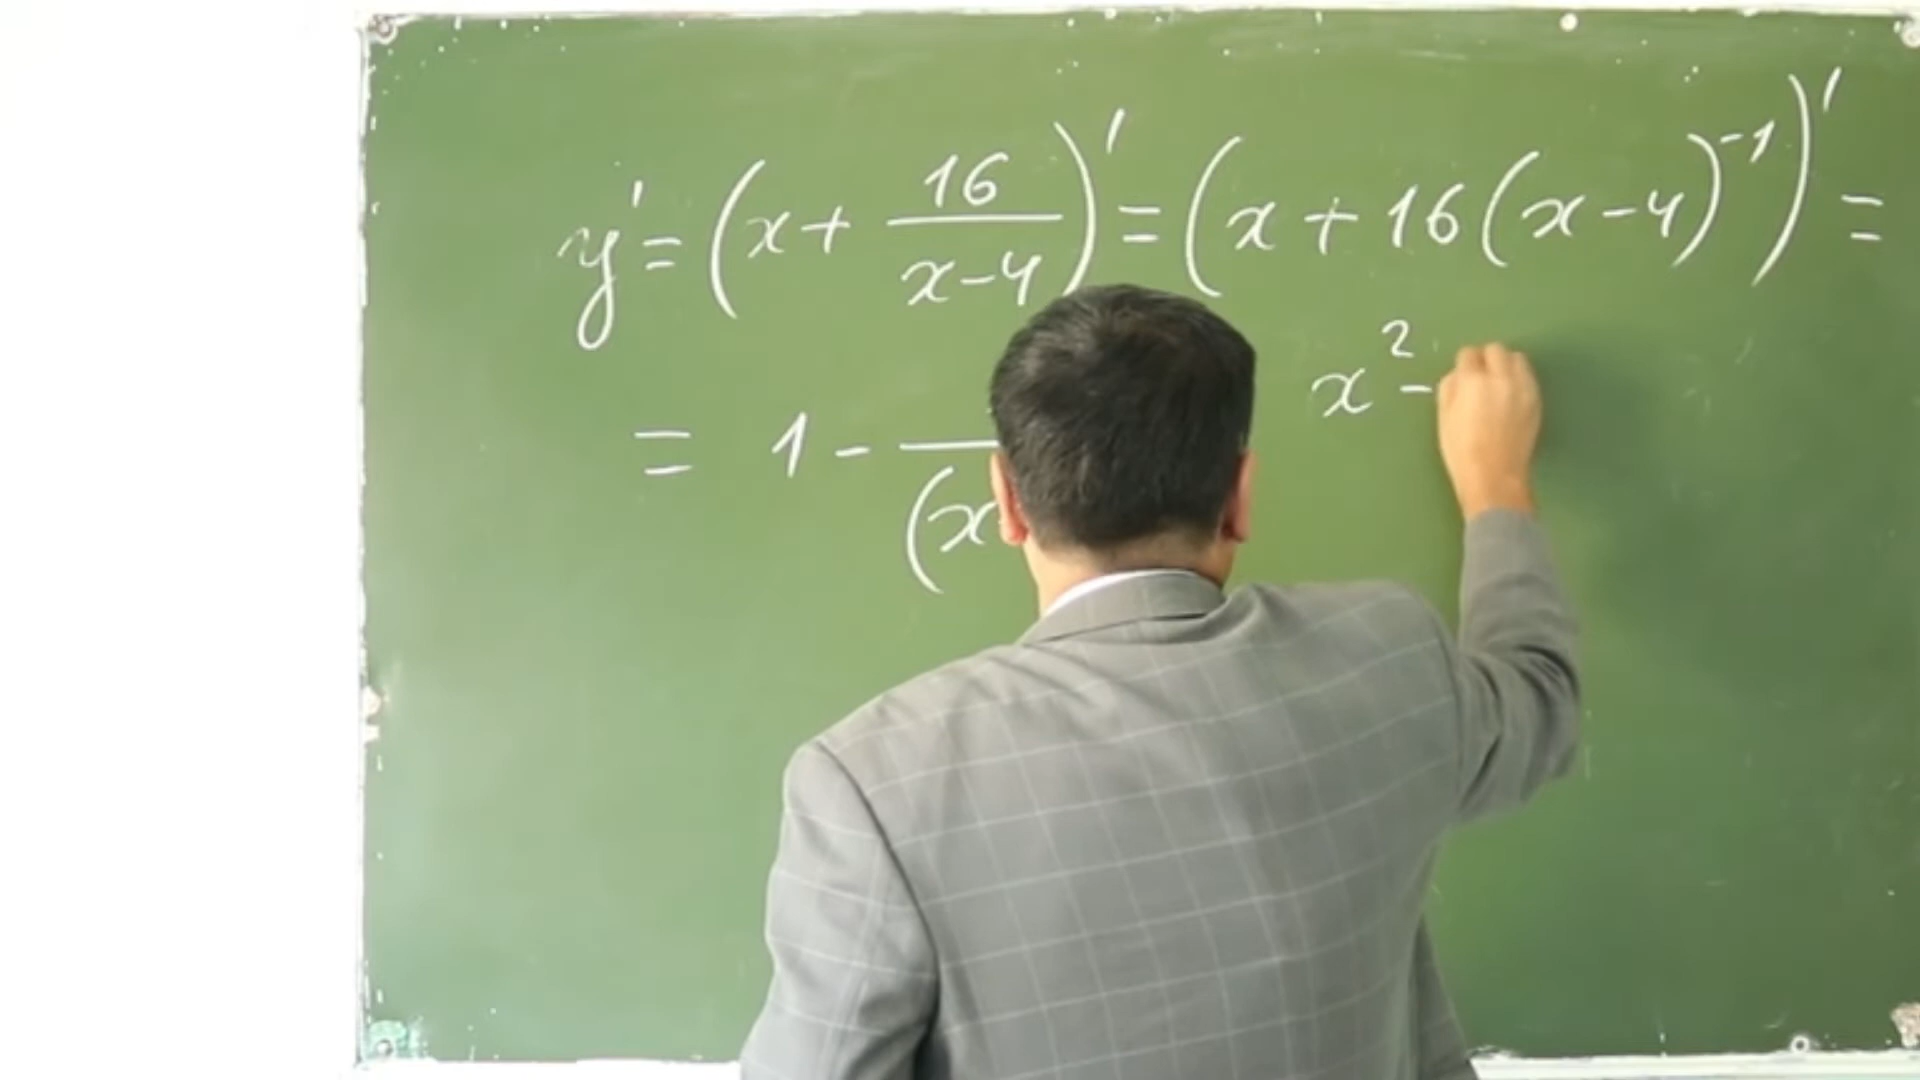 y' = (x + 16/(x-4))' = (x + 16(x-4)^-1)' =
= 1 - /(x x^2 -